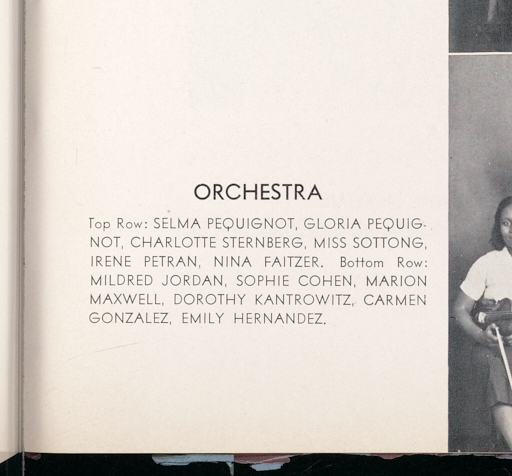 ORCHESTRA
Top Row: SELMA PEQUIGNOT, GLORIA PEQUIG-
NOT, CHARLOTTE STERNBERG, MISS SOTTONG,
IRENE PETRAN, NINA FAITZER. Bottom Row:
MILDRED JORDAN, SOPHIE COHEN, MARION
MAXWELL, DOROTHY KANTROWITZ, CARMEN
GONZALEZ, EMILY HERNANDEZ.